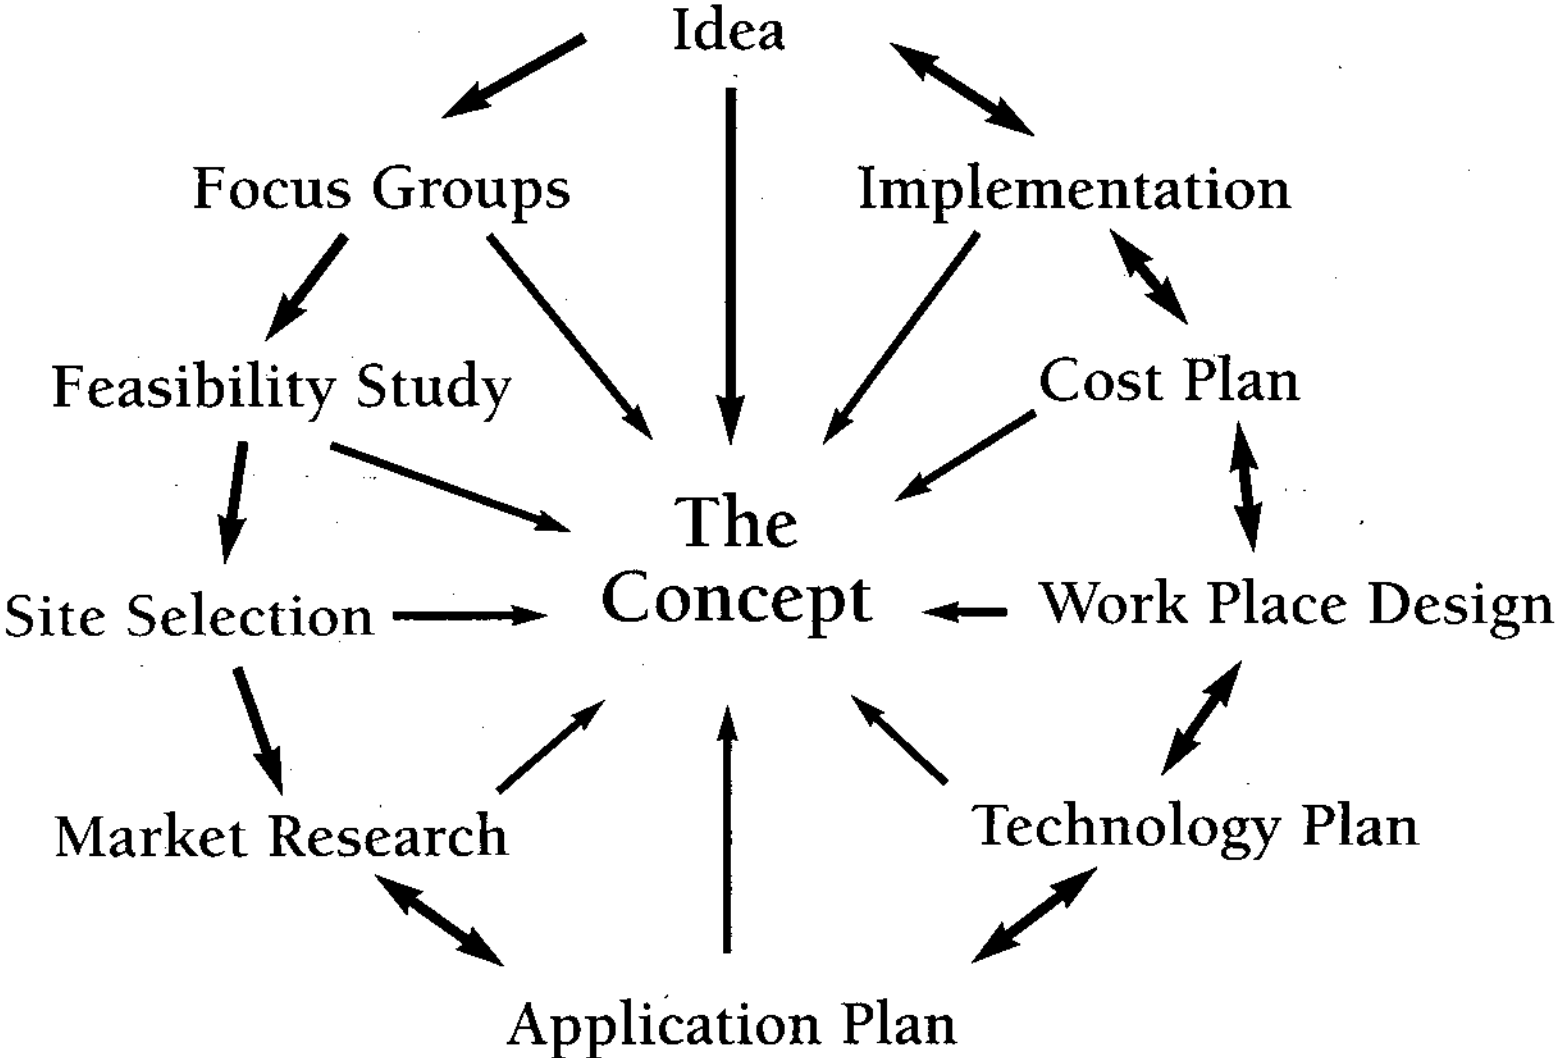 Idea
Focus Groups
Implementation
Feasibility Study
Cost Plan
The
Concept
Site Selection
Work Place Design
Market Research
Technology Plan
Application Plan